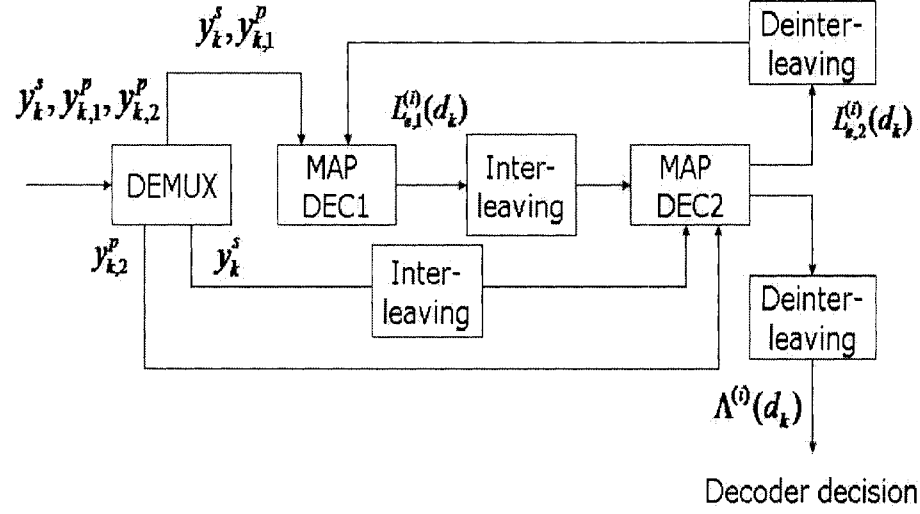 y_k^s, y_{k,1}^p
Deinter-
leaving
y_k^s, y_{k,1}^p, y_{k,2}^p
L_{e,1}^{(i)}(d_k)
L_{e,2}^{(i)}(d_k)
DEMUX
MAP
DEC1
Inter-
leaving
MAP
DEC2
y_{k,2}^p
y_k^s
Inter-
leaving
Deinter-
leaving
Λ^{(i)}(d_k)
Decoder decision